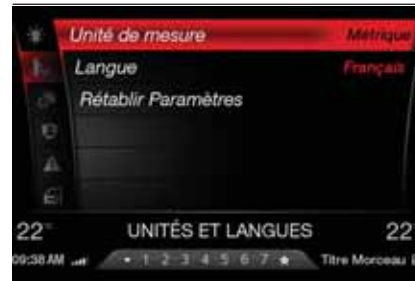 Unité de mesure Métrique
Langue Français
Rétablir Paramètres
22° UNITÉS ET LANGUES 22
09:38 AM 1 2 3 4 5 6 7 Titre Morceau